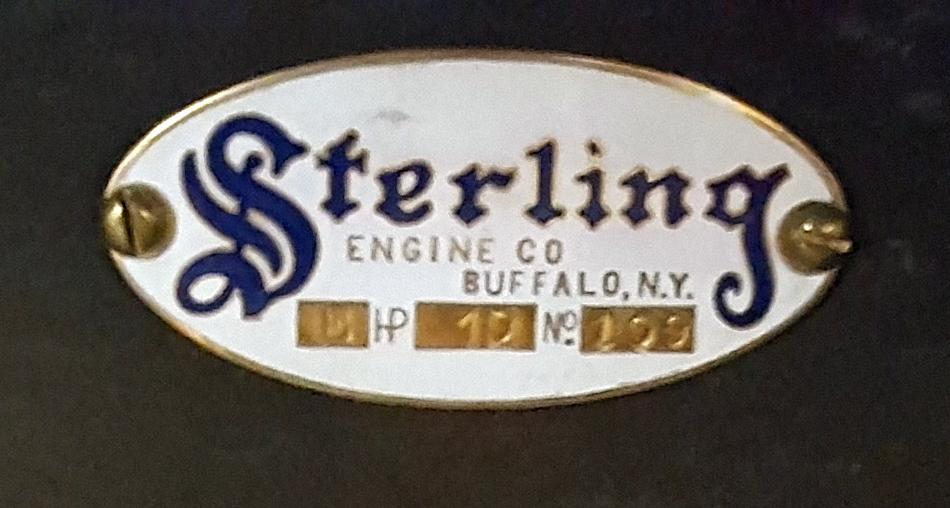 Sterling
ENGINE CO
BUFFALO, N.Y.
HP 10 No